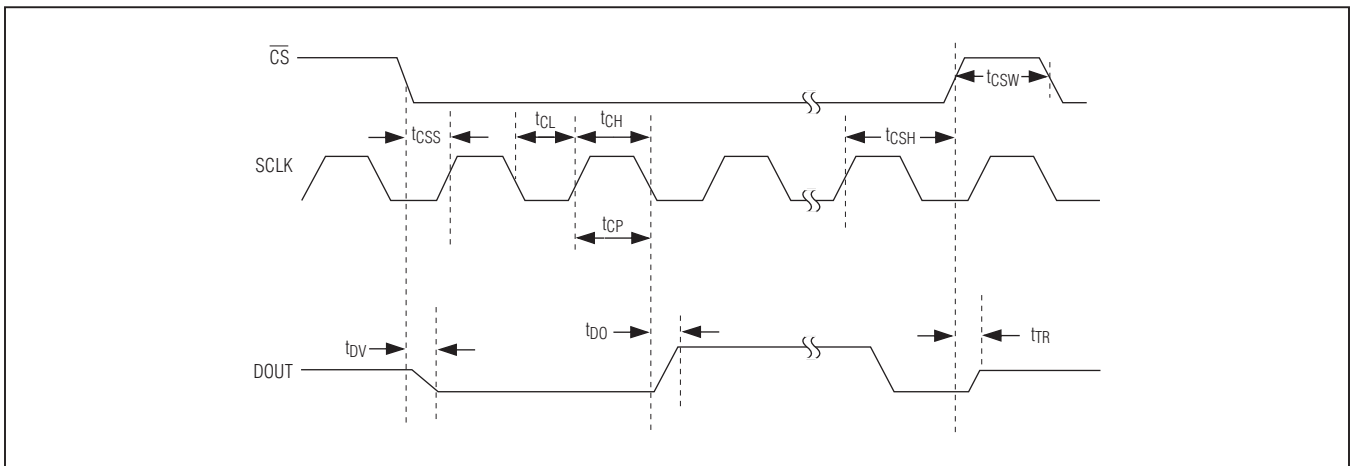 CS
tCSW
tCSS
tCL
tCH
tCSH
SCLK
tCP
tDO
tTR
tDV
DOUT